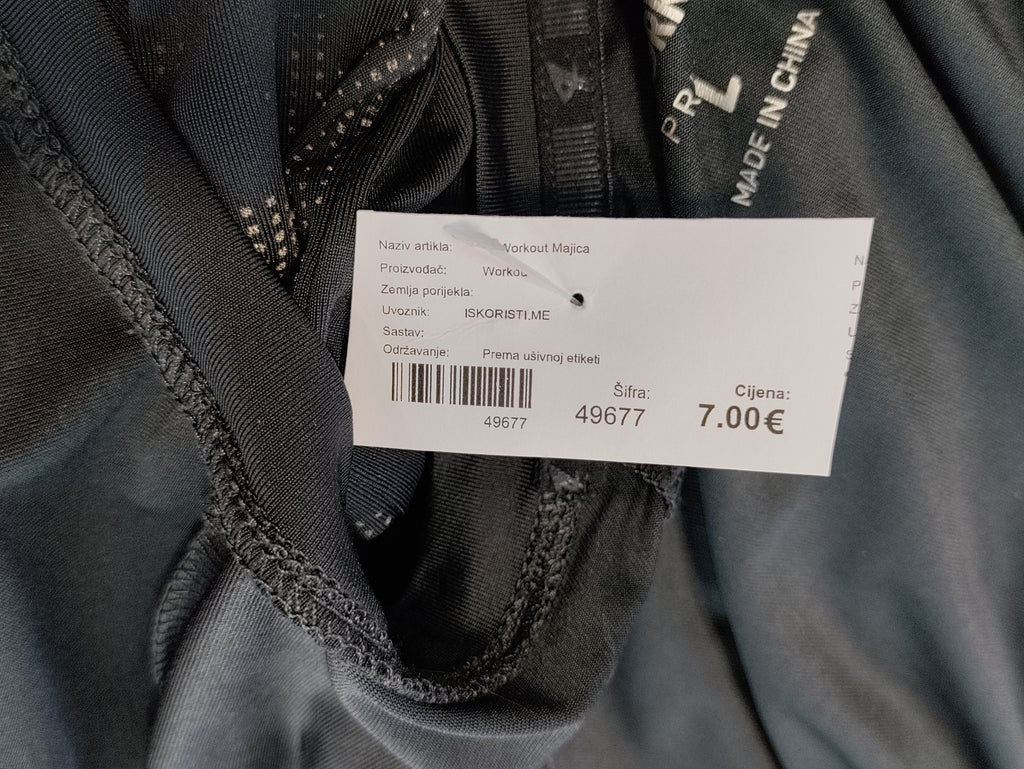 L
MADE IN CHINA
Naziv artikla: Workout Majica
Proizvođač:
Zemlja porijekla:
Uvoznik: ISKORISTI.ME
Sastav:
Održavanje: Prema ušivnoj etiketi
49677
Šifra:
49677
Cijena:
7.00€